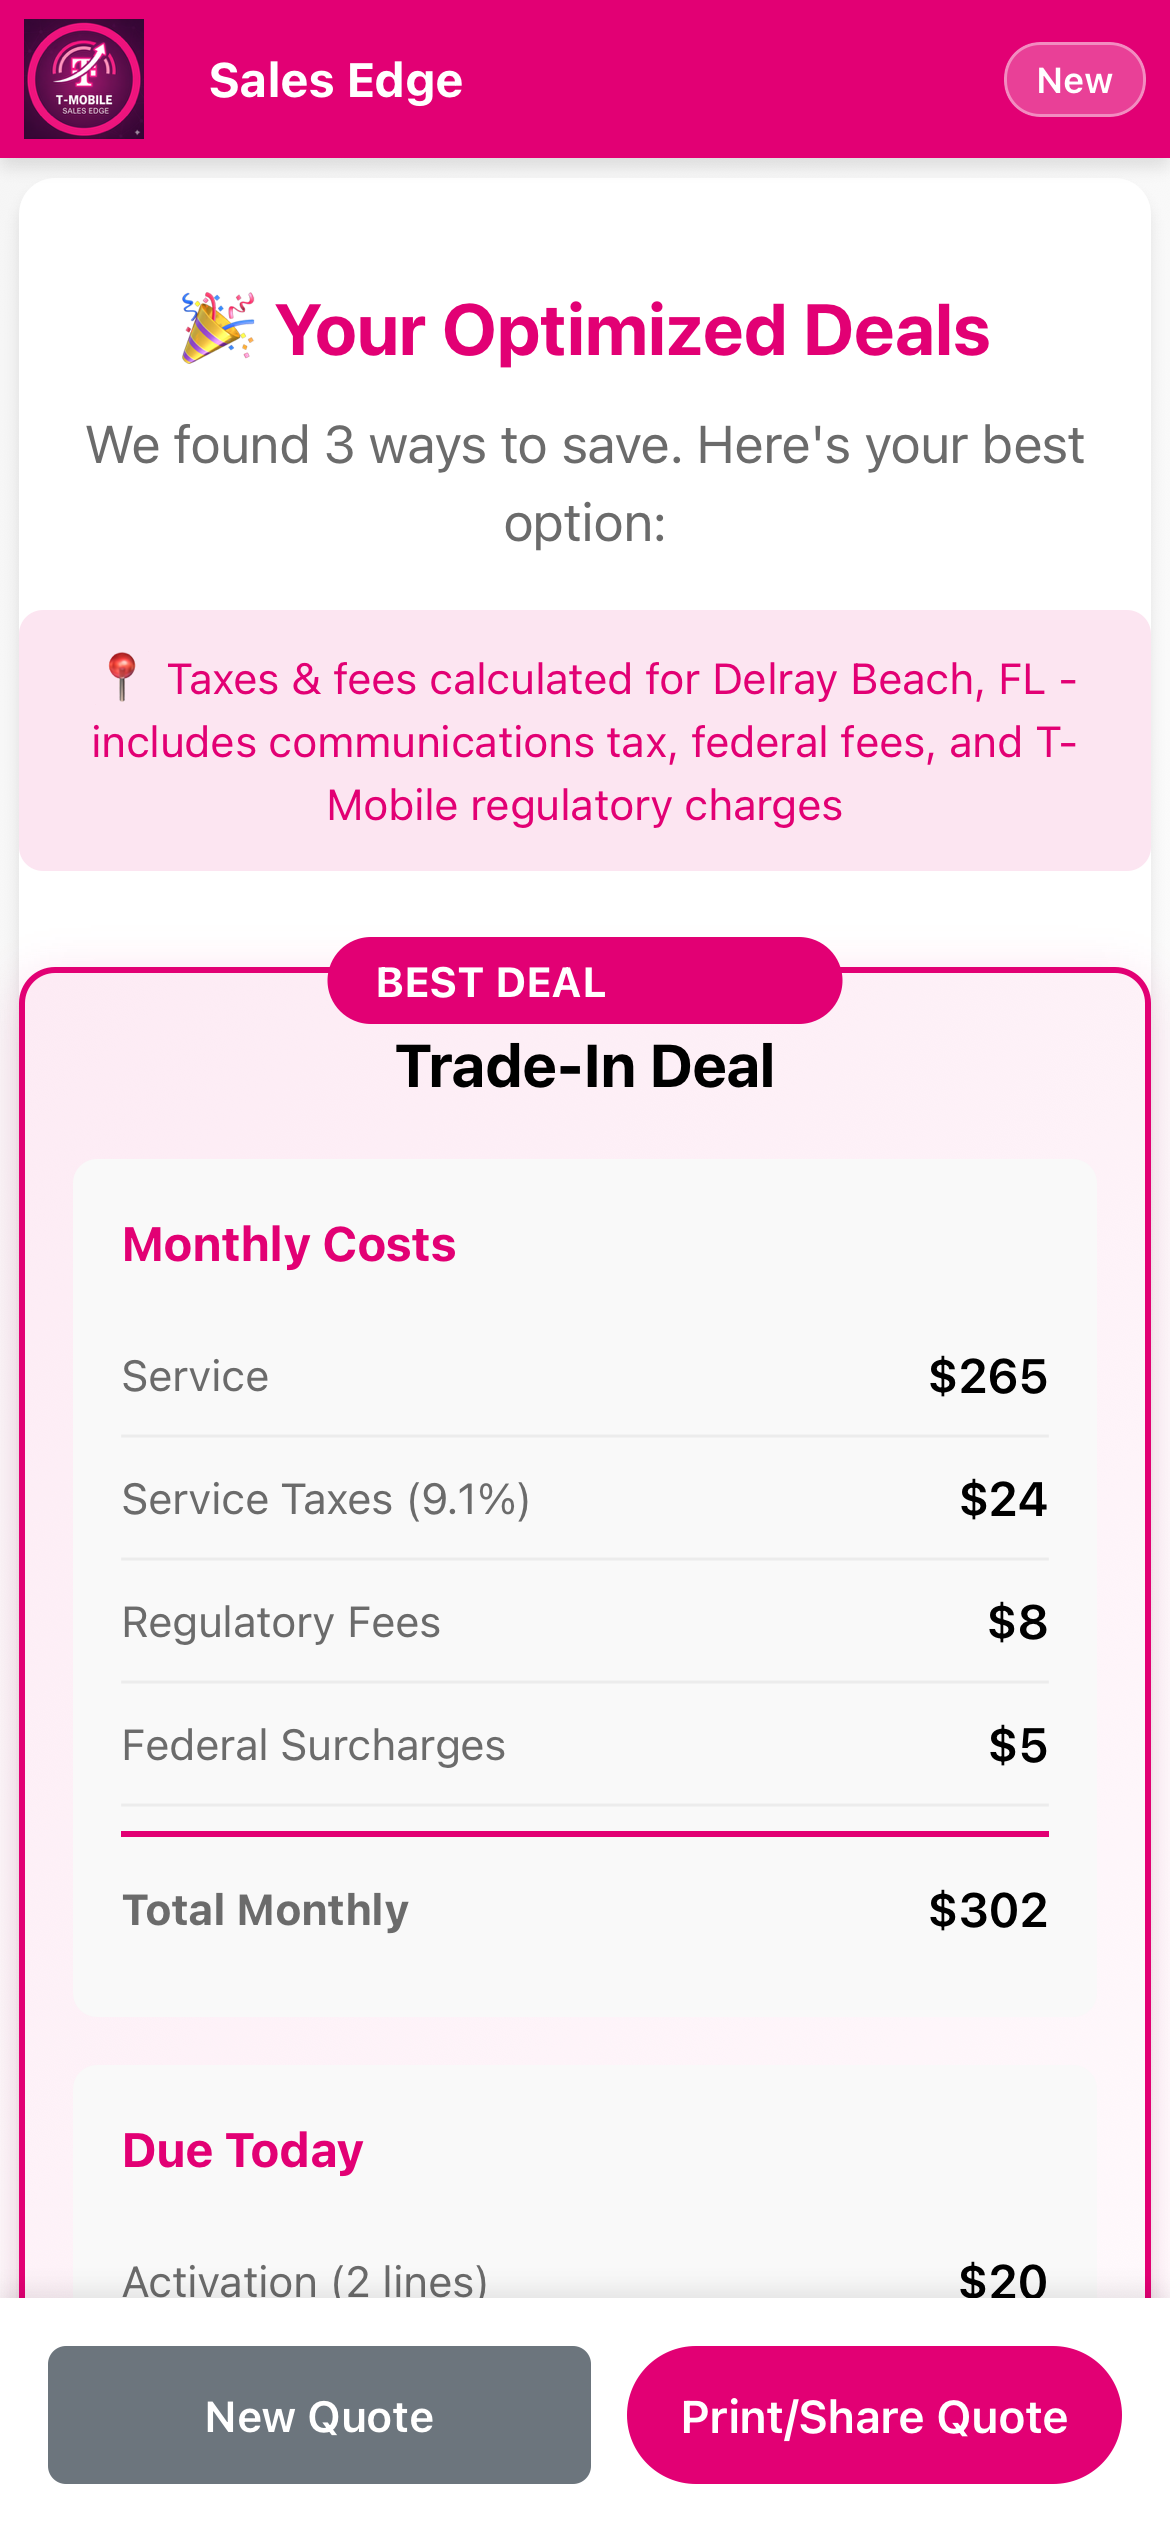 T-MOBILE
SALES EDGE
Sales Edge
New
🎉 Your Optimized Deals
We found 3 ways to save. Here's your best
option:
📍 Taxes & fees calculated for Delray Beach, FL -
includes communications tax, federal fees, and T-
Mobile regulatory charges
BEST DEAL
Trade-In Deal
Monthly Costs
Service $265
Service Taxes (9.1%) $24
Regulatory Fees $8
Federal Surcharges $5
Total Monthly $302
Due Today
Activation (2 lines) $20
New Quote
Print/Share Quote